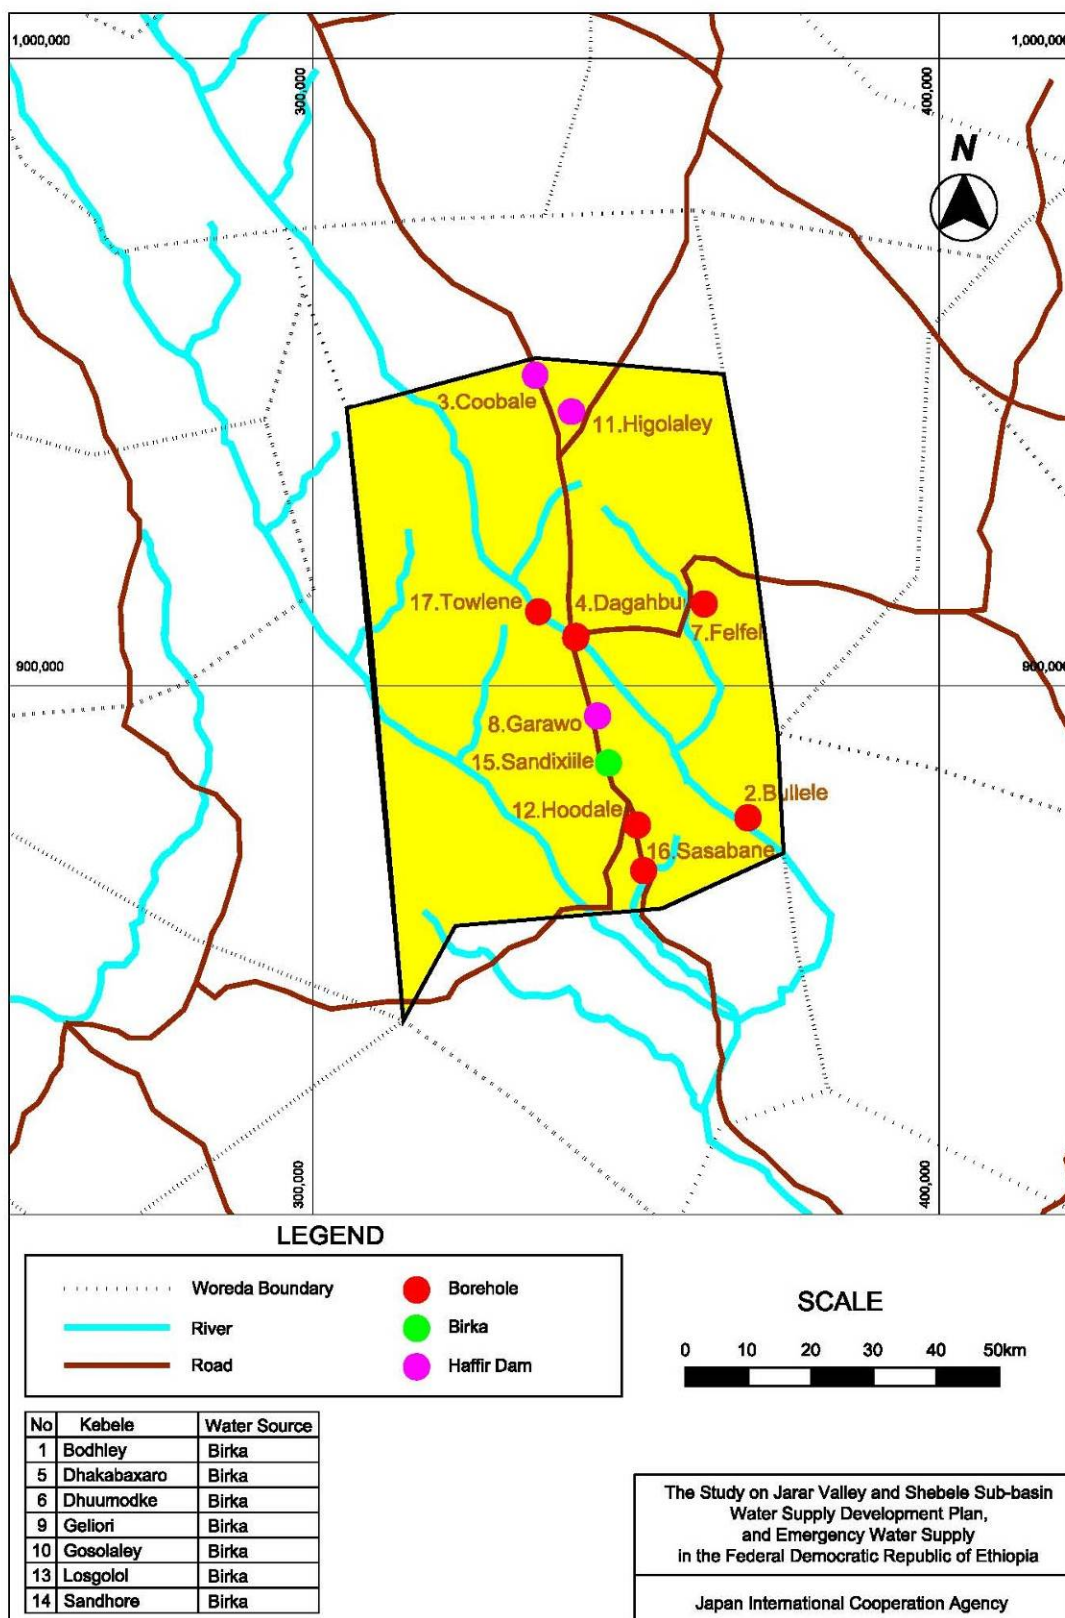 1,000,000
1,000,000
300,000
400,000
N
3.Coobale
11.Higolaley
17.Towlene
4.Dagahbu
7.Felfel
900,000
900,000
8.Garawo
15.Sandixiile
2.Bullele
12.Hoodale
16.Sasabane
300,000
400,000
LEGEND
Woreda Boundary
Borehole
River
Birka
Road
Haffir Dam
SCALE
0 10 20 30 40 50km
No Kebele Water Source
1 Bodhley Birka
5 Dhakabaxaro Birka
6 Dhuumodke Birka
9 Geliori Birka
10 Gosolaley Birka
13 Losgolol Birka
14 Sandhore Birka
The Study on Jarar Valley and Shebele Sub-basin
Water Supply Development Plan,
and Emergency Water Supply
in the Federal Democratic Republic of Ethiopia
Japan International Cooperation Agency